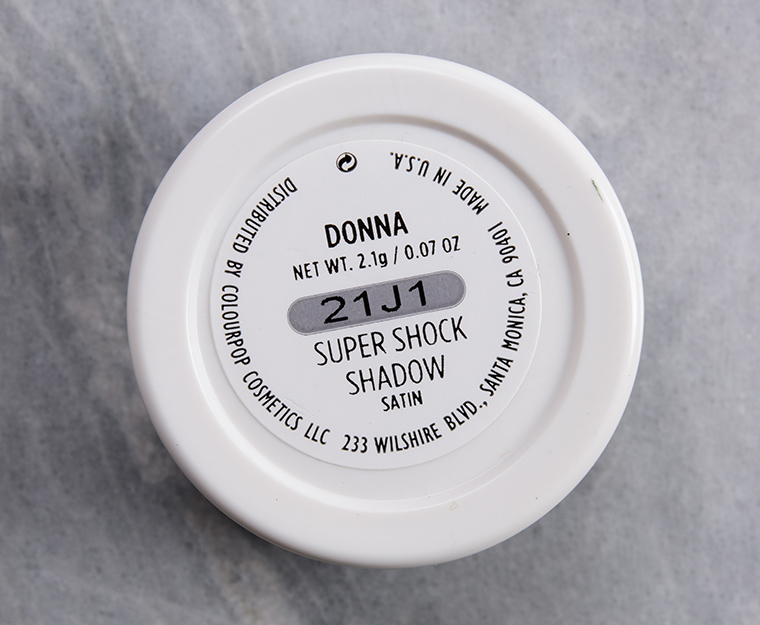 DONNA
NET WT. 2.1g / 0.07 OZ
21J1
SUPER SHOCK
SHADOW
SATIN
DISTRIBUTED BY COLOURPOP COSMETICS LLC 233 WILSHIRE BLVD., SANTA MONICA, CA 90401 MADE IN U.S.A.